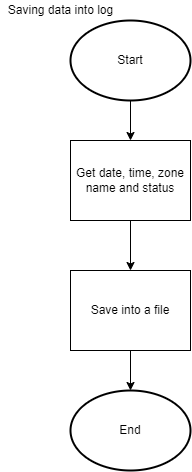 Saving data into log
Start
Get date, time, zone
name and status
Save into a file
End